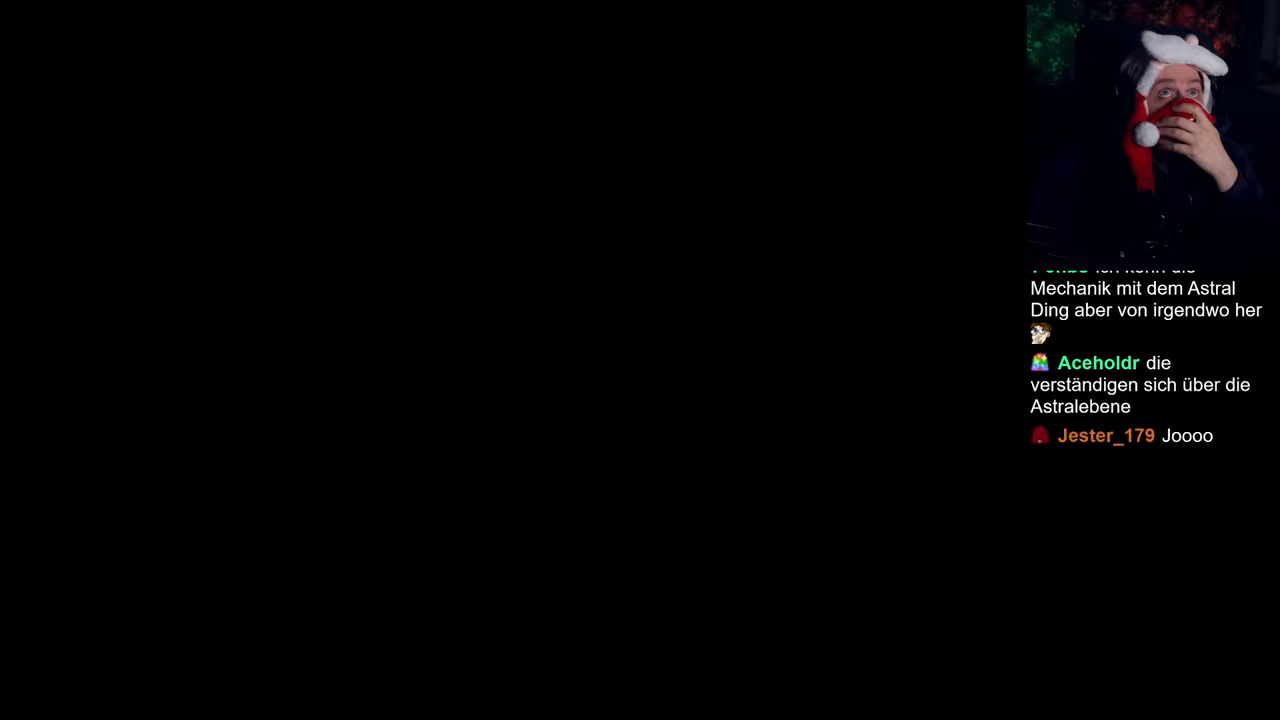 Mechanik mit dem Astral
Ding aber von irgendwo her
Aceholdr die
verständigen sich über die
Astralebene
Jester_179 Joooo